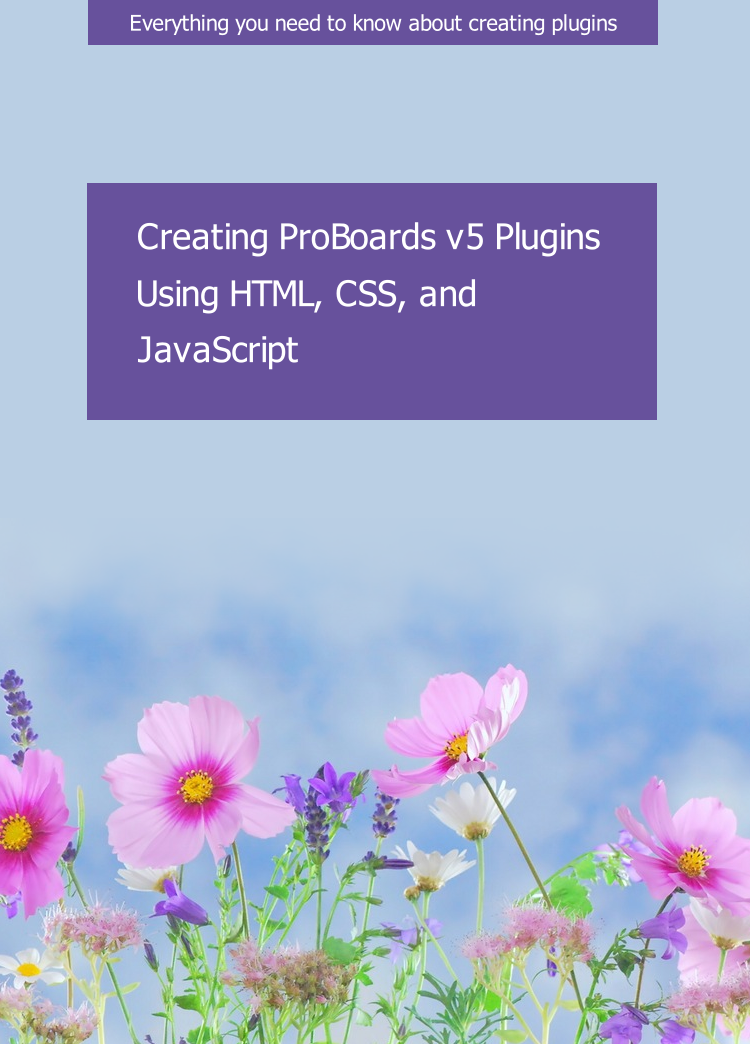 Everything you need to know about creating plugins
Creating ProBoards v5 Plugins
Using HTML, CSS, and
JavaScript